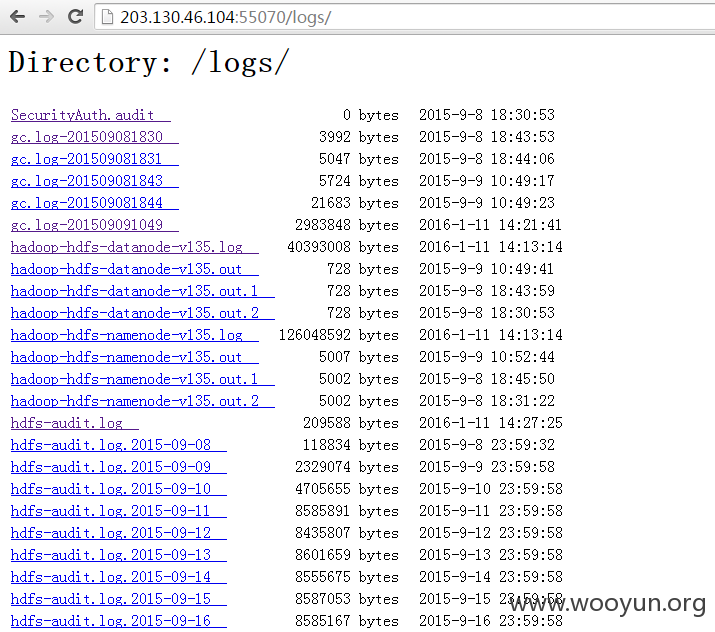 203.130.46.104:55070/logs/
Directory: /logs/
SecurityAuth.audit 0 bytes 2015-9-8 18:30:53
gc.log-201509081830 3992 bytes 2015-9-8 18:43:53
gc.log-201509081831 5047 bytes 2015-9-8 18:44:06
gc.log-201509081843 5724 bytes 2015-9-9 10:49:17
gc.log-201509081844 21683 bytes 2015-9-9 10:49:23
gc.log-201509091049 2983848 bytes 2016-1-11 14:21:41
hadoop-hdfs-datanode-v135.log 40393008 bytes 2016-1-11 14:13:14
hadoop-hdfs-datanode-v135.out 728 bytes 2015-9-9 10:49:41
hadoop-hdfs-datanode-v135.out.1 728 bytes 2015-9-8 18:43:59
hadoop-hdfs-datanode-v135.out.2 728 bytes 2015-9-8 18:30:53
hadoop-hdfs-namenode-v135.log 126048592 bytes 2016-1-11 14:13:14
hadoop-hdfs-namenode-v135.out 5007 bytes 2015-9-9 10:52:44
hadoop-hdfs-namenode-v135.out.1 5002 bytes 2015-9-8 18:45:50
hadoop-hdfs-namenode-v135.out.2 5002 bytes 2015-9-8 18:31:22
hdfs-audit.log 209588 bytes 2016-1-11 14:27:25
hdfs-audit.log.2015-09-08 118834 bytes 2015-9-8 23:59:32
hdfs-audit.log.2015-09-09 2329074 bytes 2015-9-9 23:59:58
hdfs-audit.log.2015-09-10 4705655 bytes 2015-9-10 23:59:58
hdfs-audit.log.2015-09-11 8585891 bytes 2015-9-11 23:59:58
hdfs-audit.log.2015-09-12 8435807 bytes 2015-9-12 23:59:58
hdfs-audit.log.2015-09-13 8601659 bytes 2015-9-13 23:59:58
hdfs-audit.log.2015-09-14 8555675 bytes 2015-9-14 23:59:58
hdfs-audit.log.2015-09-15 8587053 bytes 2015-9-15 23:59:58
www.wooyun.org
hdfs-audit.log.2015-09-16 8585167 bytes 2015-9-16 23:59:58